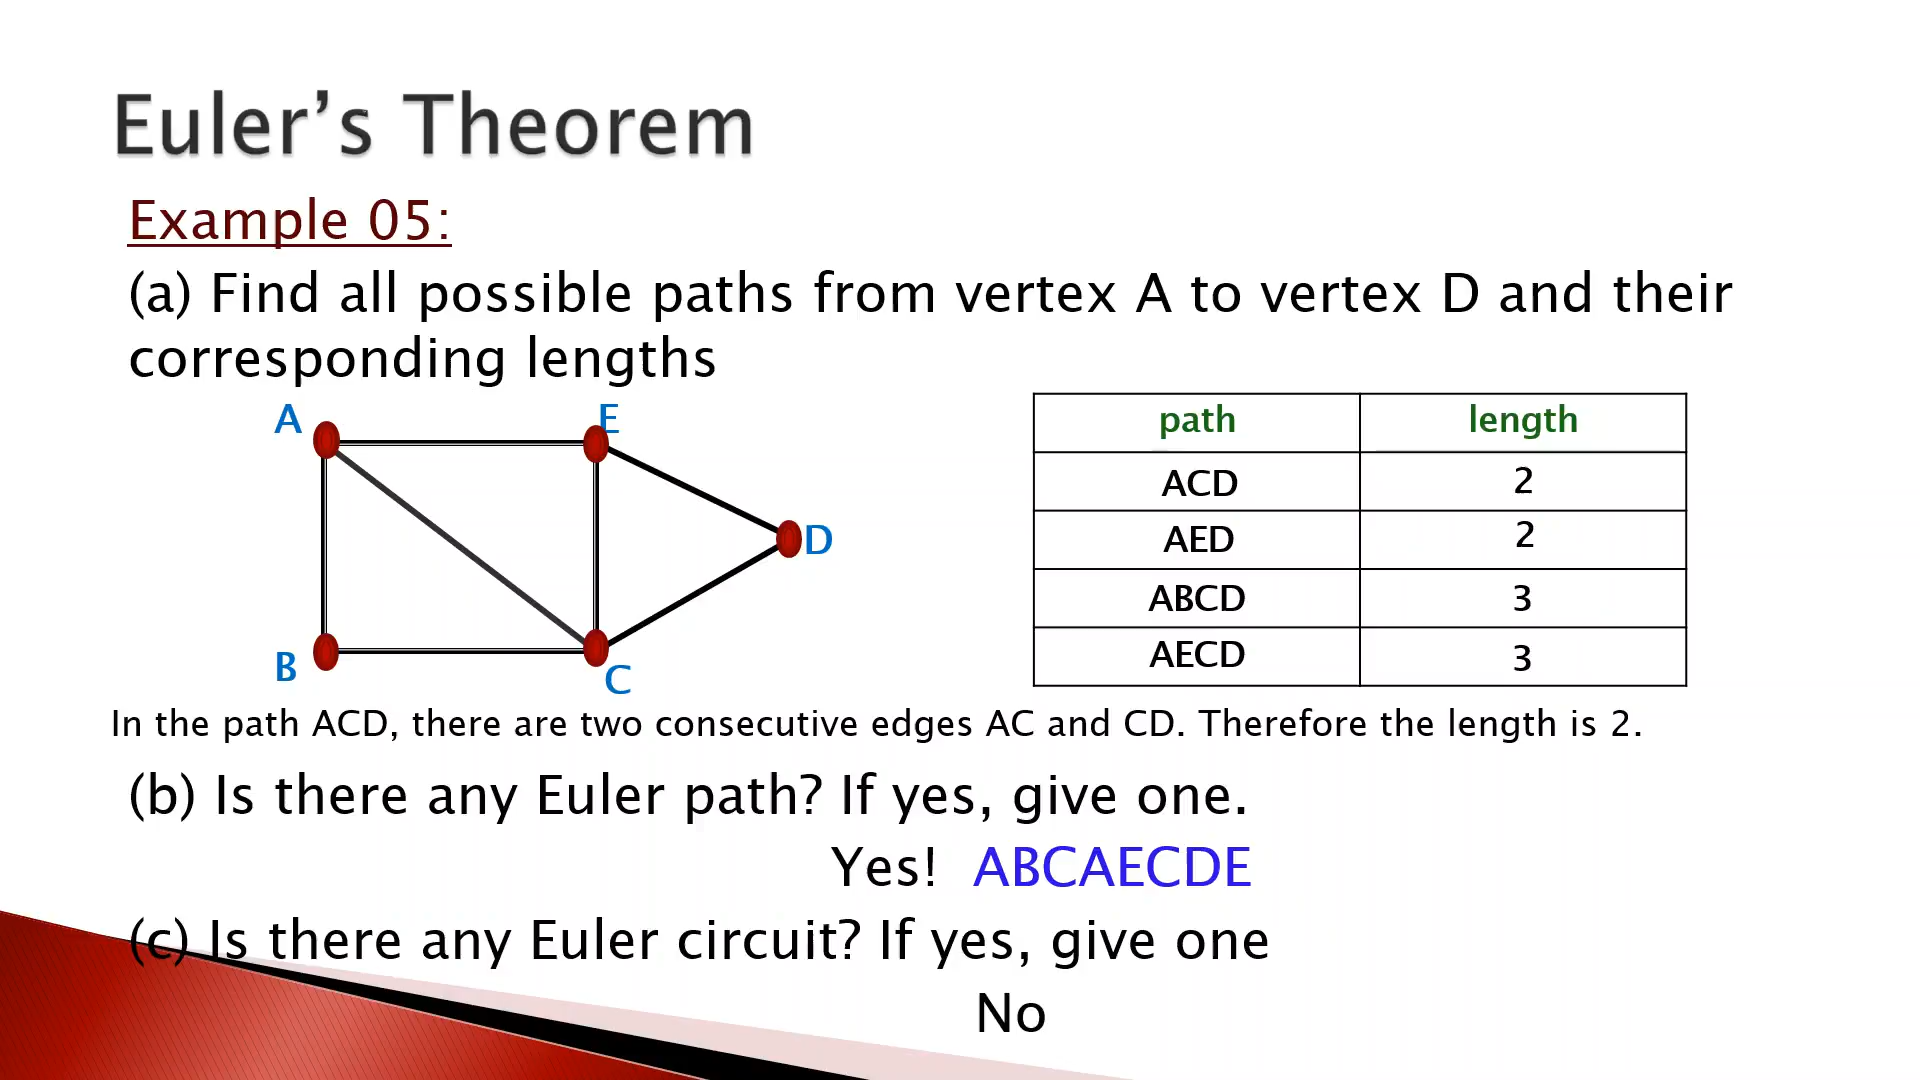 Euler’s Theorem
Example 05:
(a) Find all possible paths from vertex A to vertex D and their
corresponding lengths
A
E
D
B
C
path length
ACD 2
AED 2
ABCD 3
AECD 3
In the path ACD, there are two consecutive edges AC and CD. Therefore the length is 2.
(b) Is there any Euler path? If yes, give one.
Yes! ABCAECDE
(c) Is there any Euler circuit? If yes, give one
No